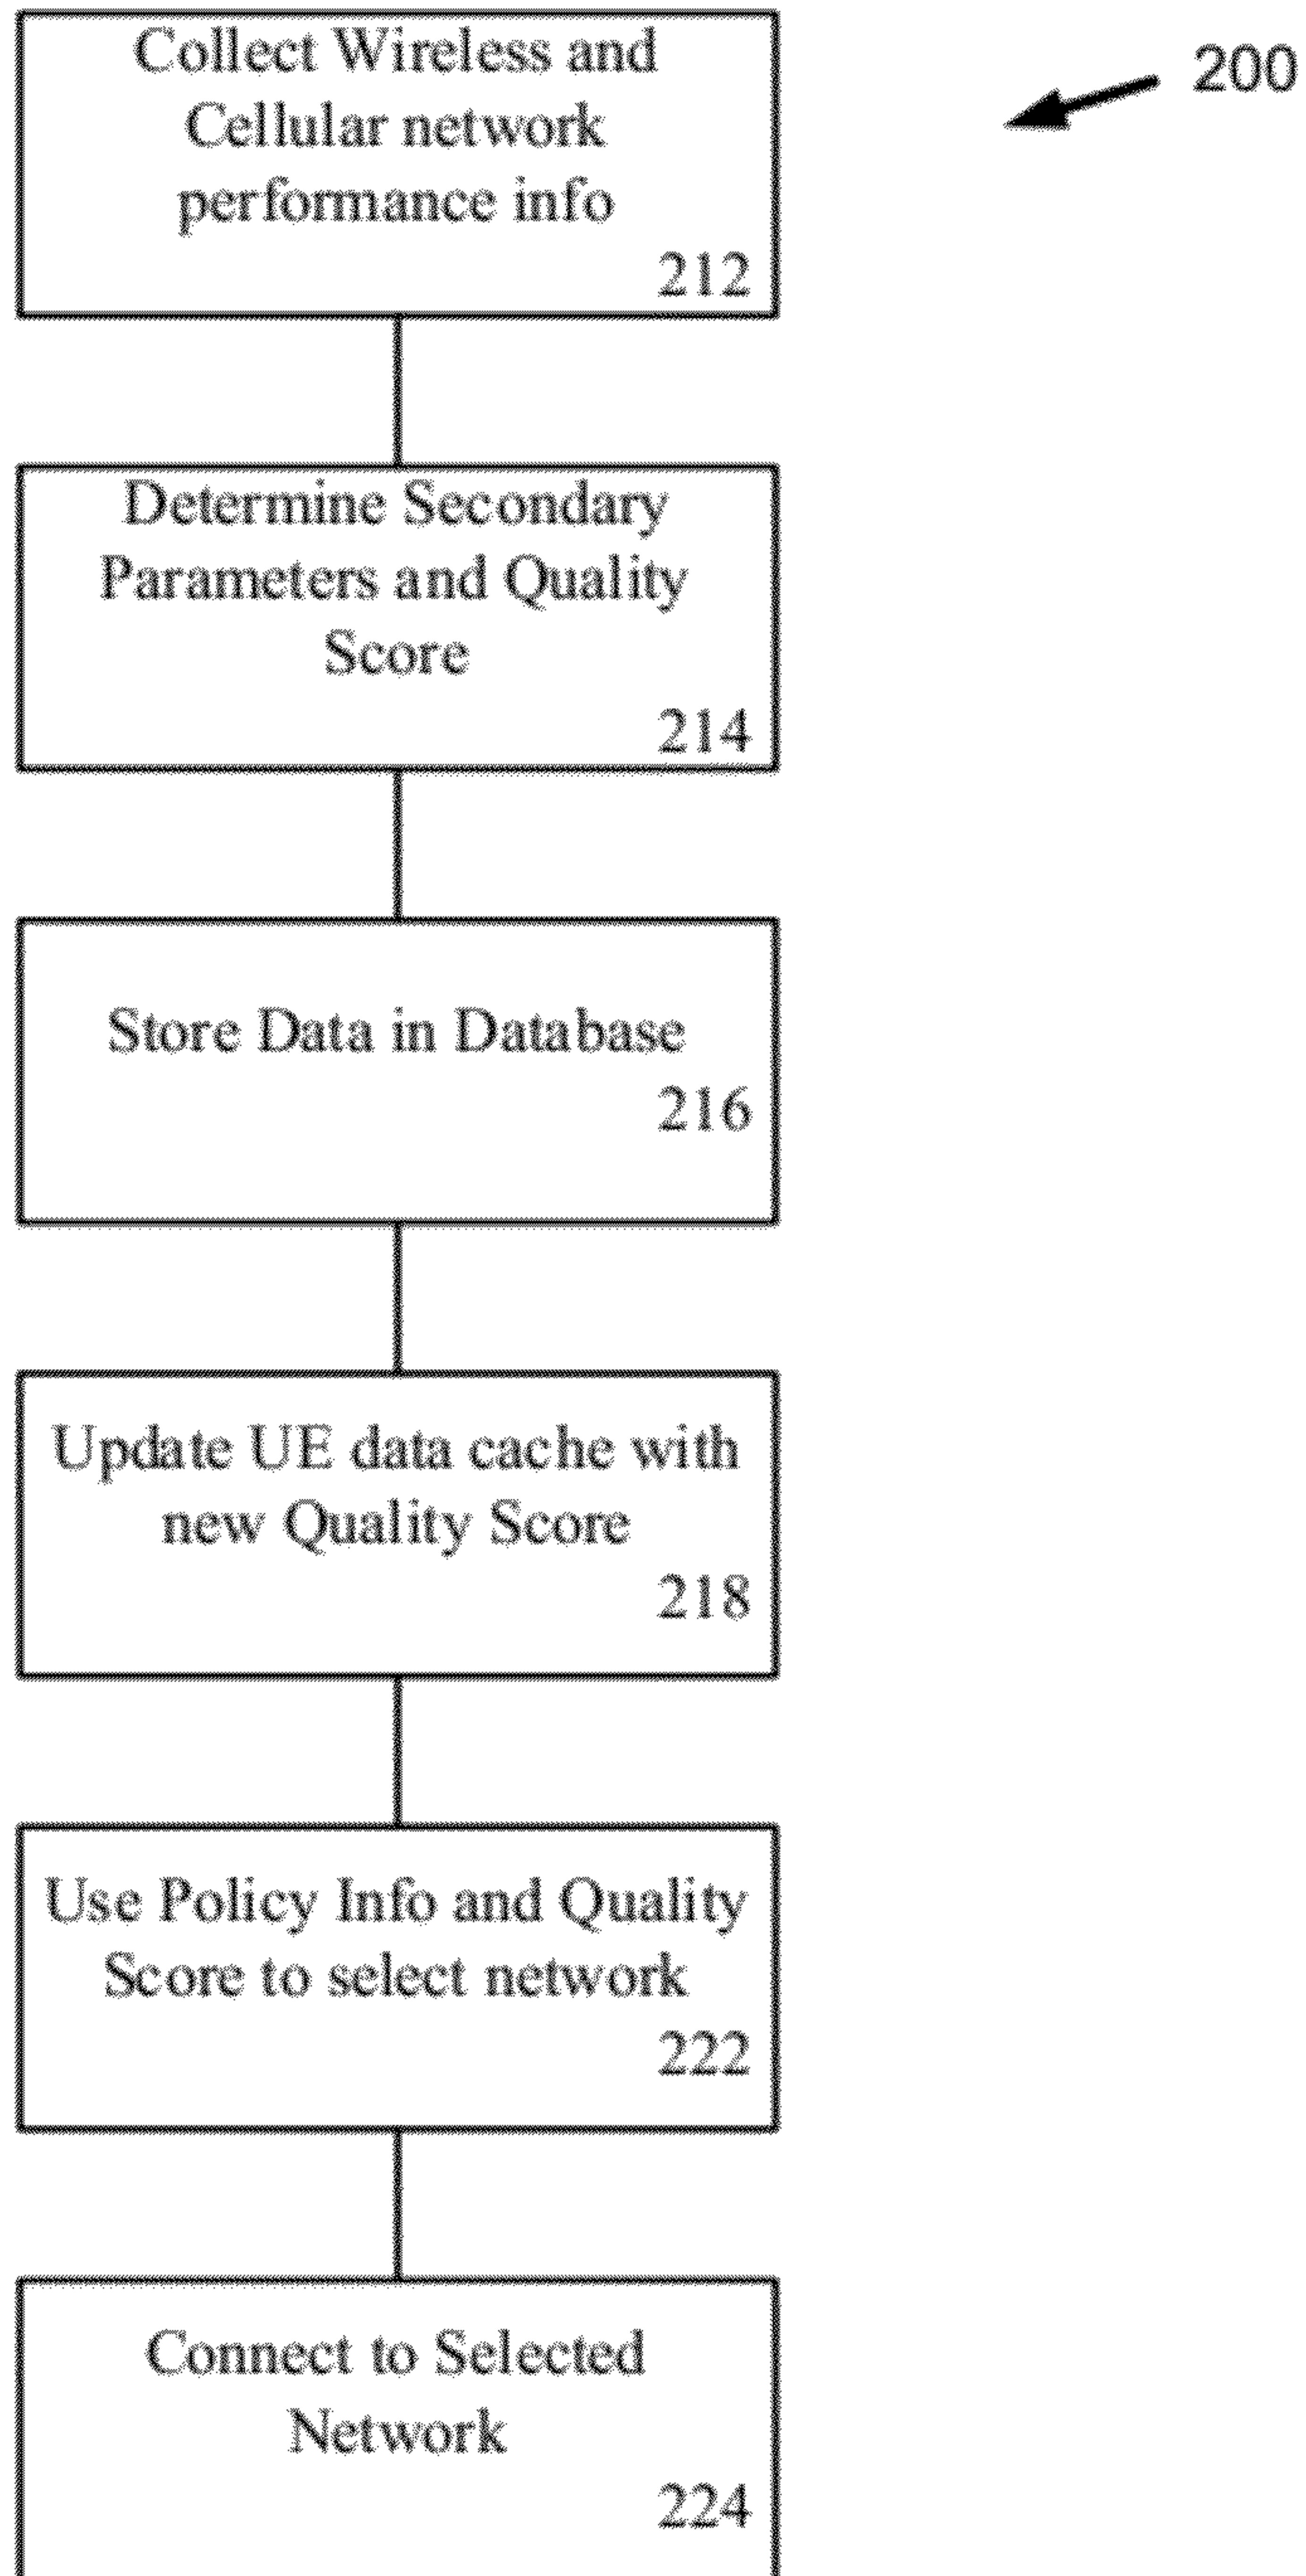 Collect Wireless and
Cellular network
performance info
212
200
Determine Secondary
Parameters and Quality
Score
214
Store Data in Database
216
Update UE data cache with
new Quality Score
218
Use Policy Info and Quality
Score to select network
222
Connect to Selected
Network
224